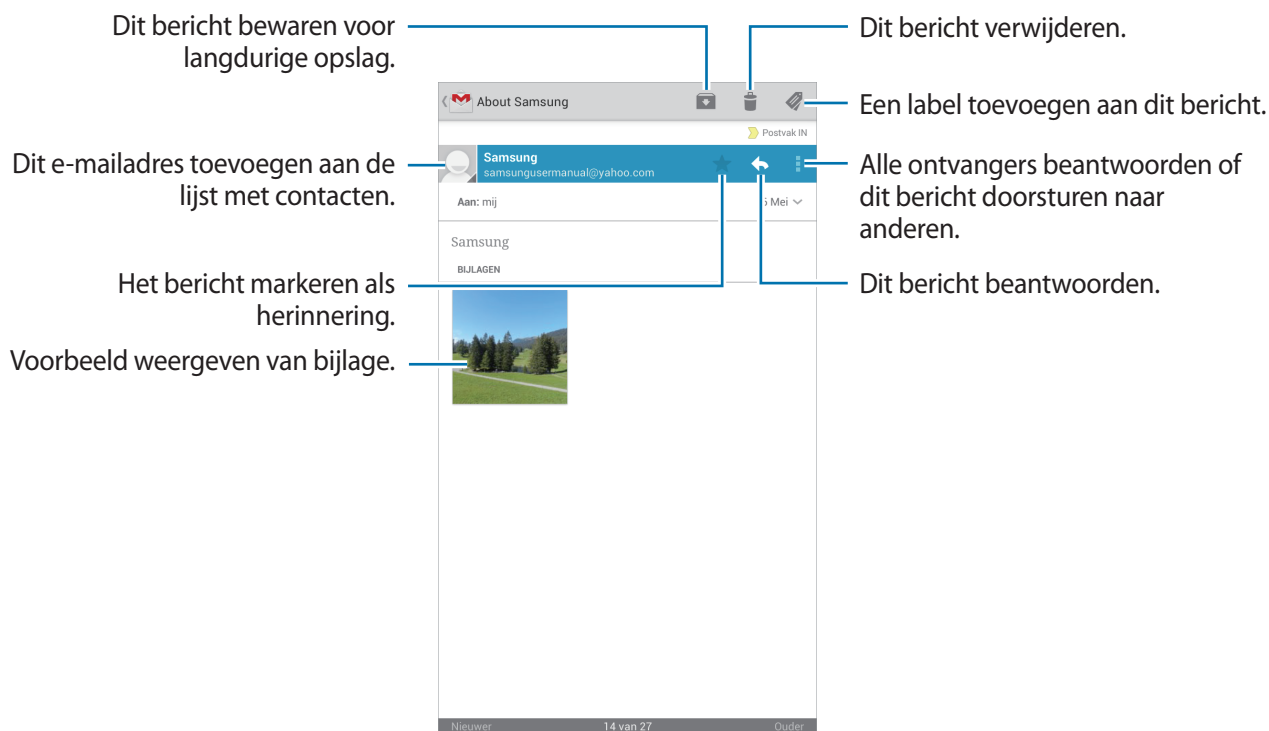 Dit bericht bewaren voor
langdurige opslag.
Dit bericht verwijderen.
About Samsung
Een label toevoegen aan dit bericht.
Postvak IN
Dit e-mailadres toevoegen aan de
lijst met contacten.
Samsung
samsungusermanual@yahoo.com
Alle ontvangers beantwoorden of
dit bericht doorsturen naar
anderen.
Aan: mij
Mei
Samsung
BIJLAGEN
Het bericht markeren als
herinnering.
Dit bericht beantwoorden.
Voorbeeld weergeven van bijlage.
Nieuwer
14 van 27
Ouder